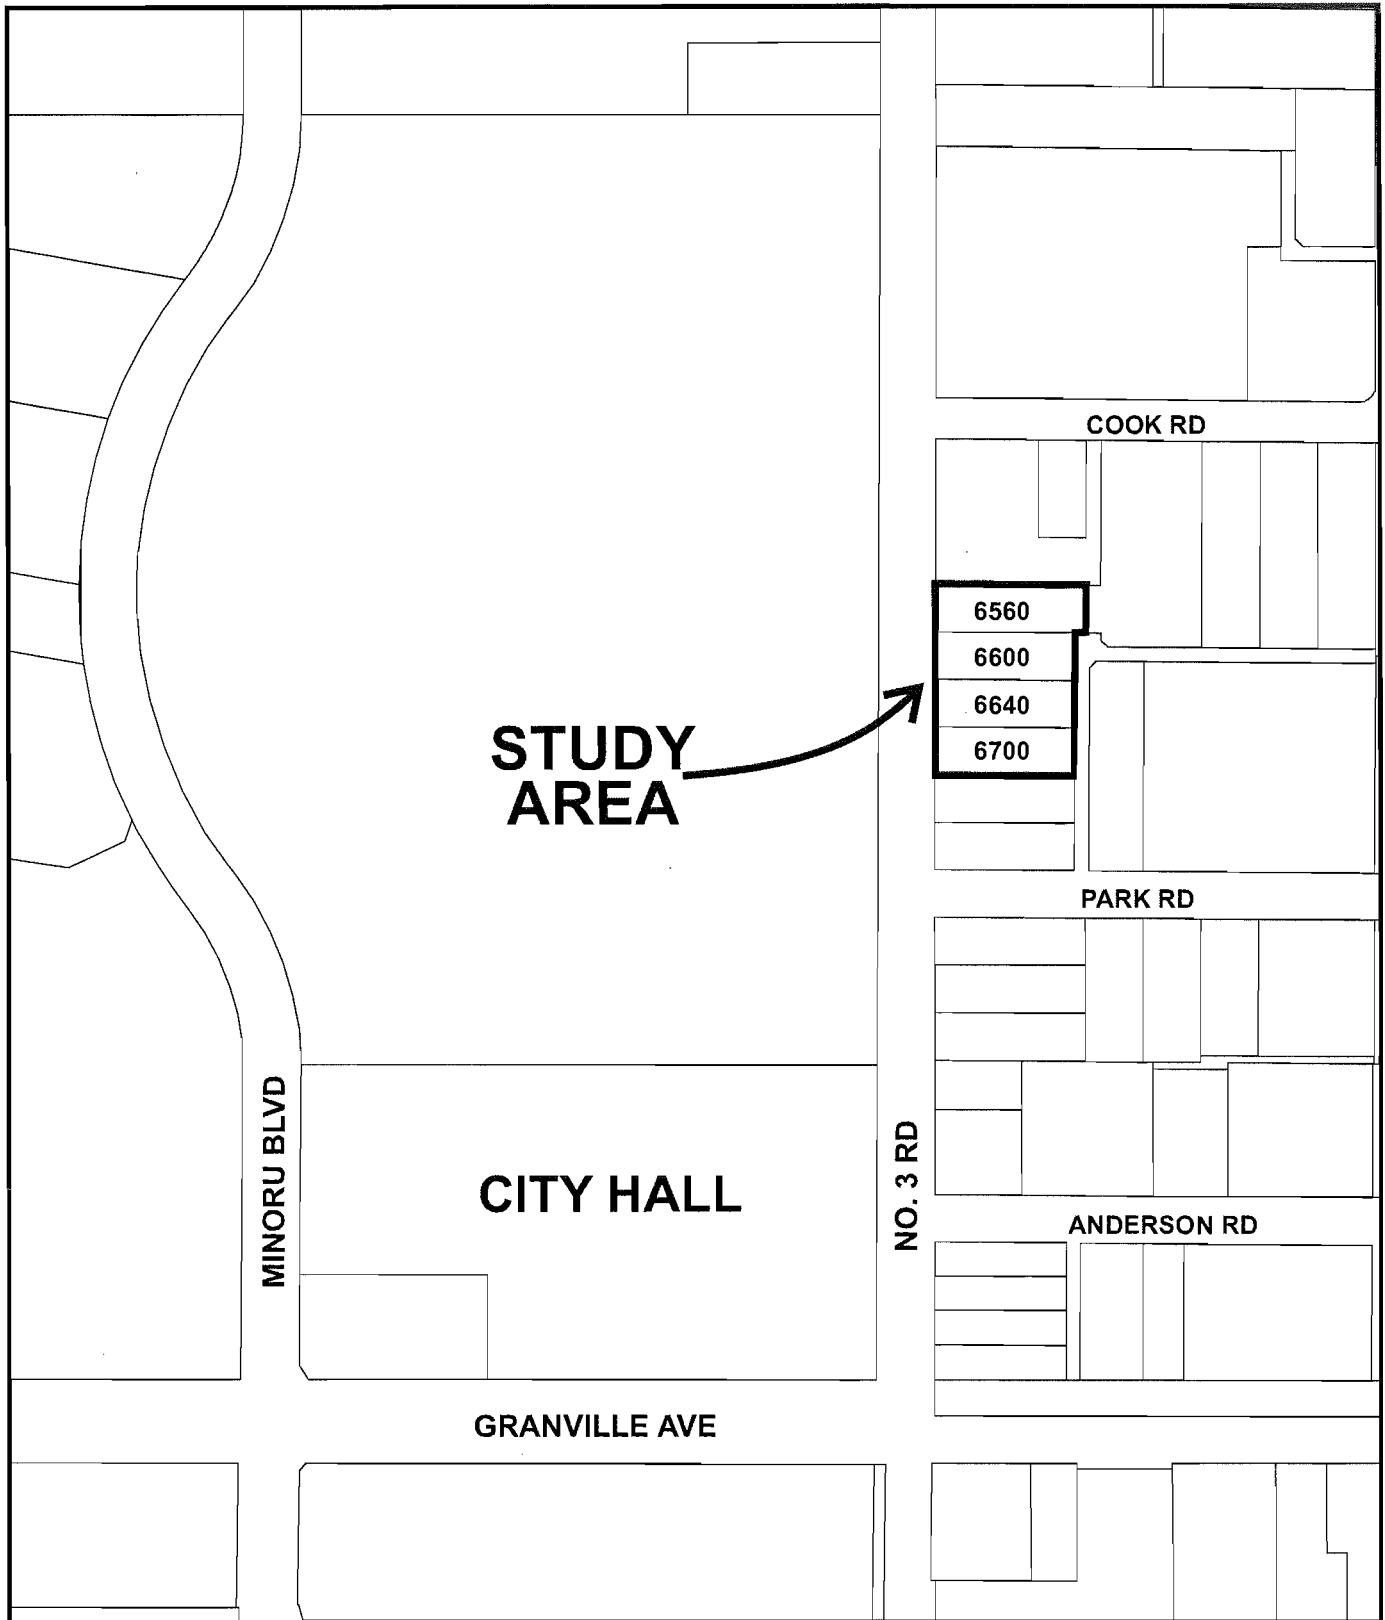 COOK RD
6560
6600
6640
6700
STUDY
AREA
PARK RD
MINORU BLVD
CITY HALL
NO. 3 RD
ANDERSON RD
GRANVILLE AVE